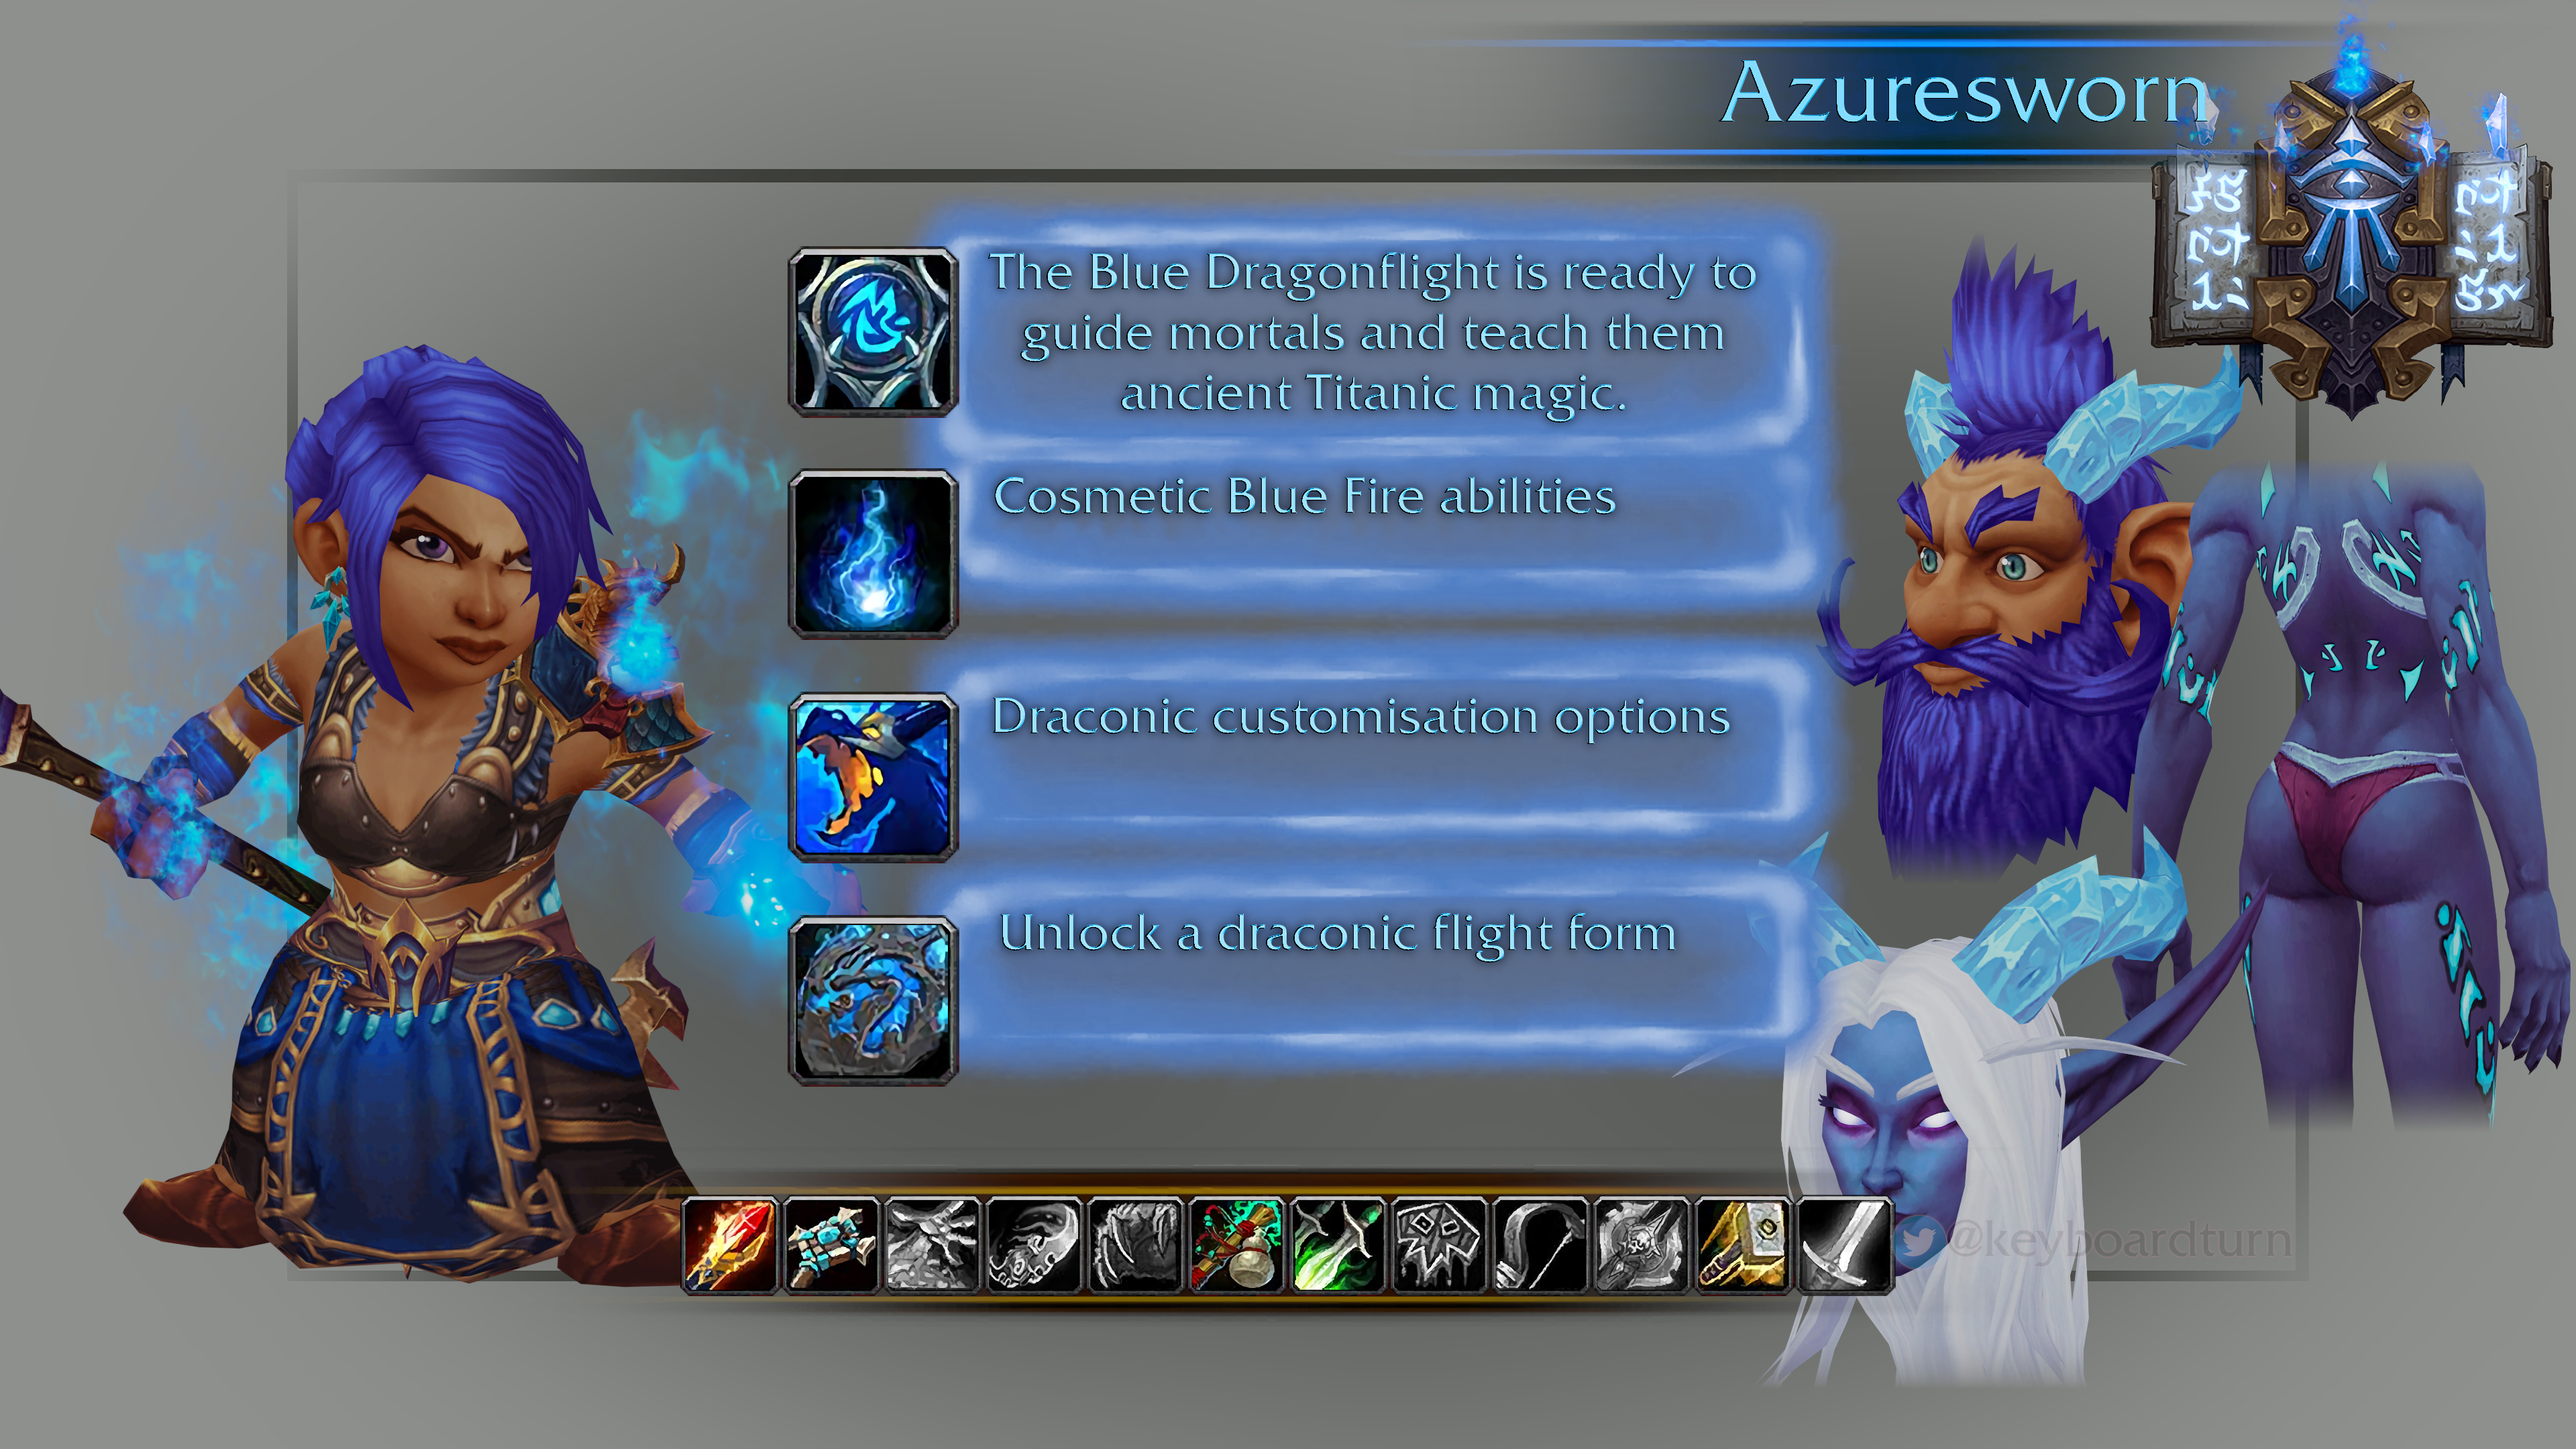 Azuresworn
The Blue Dragonflight is ready to
guide mortals and teach them
ancient Titanic magic.
Cosmetic Blue Fire abilities
Draconic customisation options
Unlock a draconic flight form
@keyboardturn